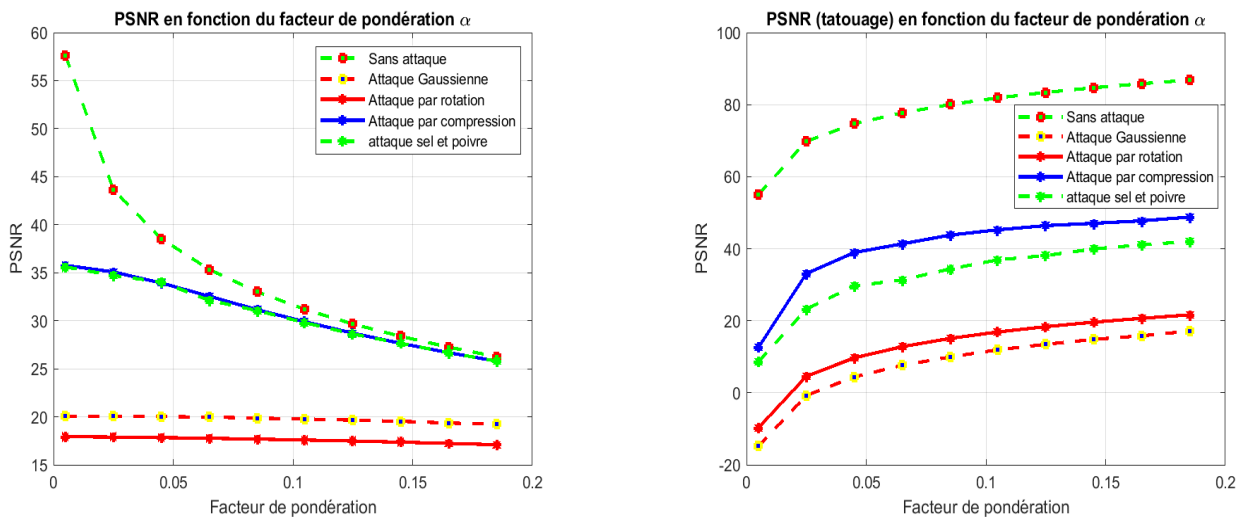 PSNR en fonction du facteur de pondération α
60
55
50
45
40
35
30
25
20
15
0
0.05
0.1
0.15
0.2
PSNR
Facteur de pondération
Sans attaque
Attaque Gaussienne
Attaque par rotation
Attaque par compression
attaque sel et poivre
PSNR (tatouage) en fonction du facteur de pondération α
100
80
60
40
20
0
-20
0
0.05
0.1
0.15
0.2
PSNR
Facteur de pondération
Sans attaque
Attaque Gaussienne
Attaque par rotation
Attaque par compression
attaque sel et poivre